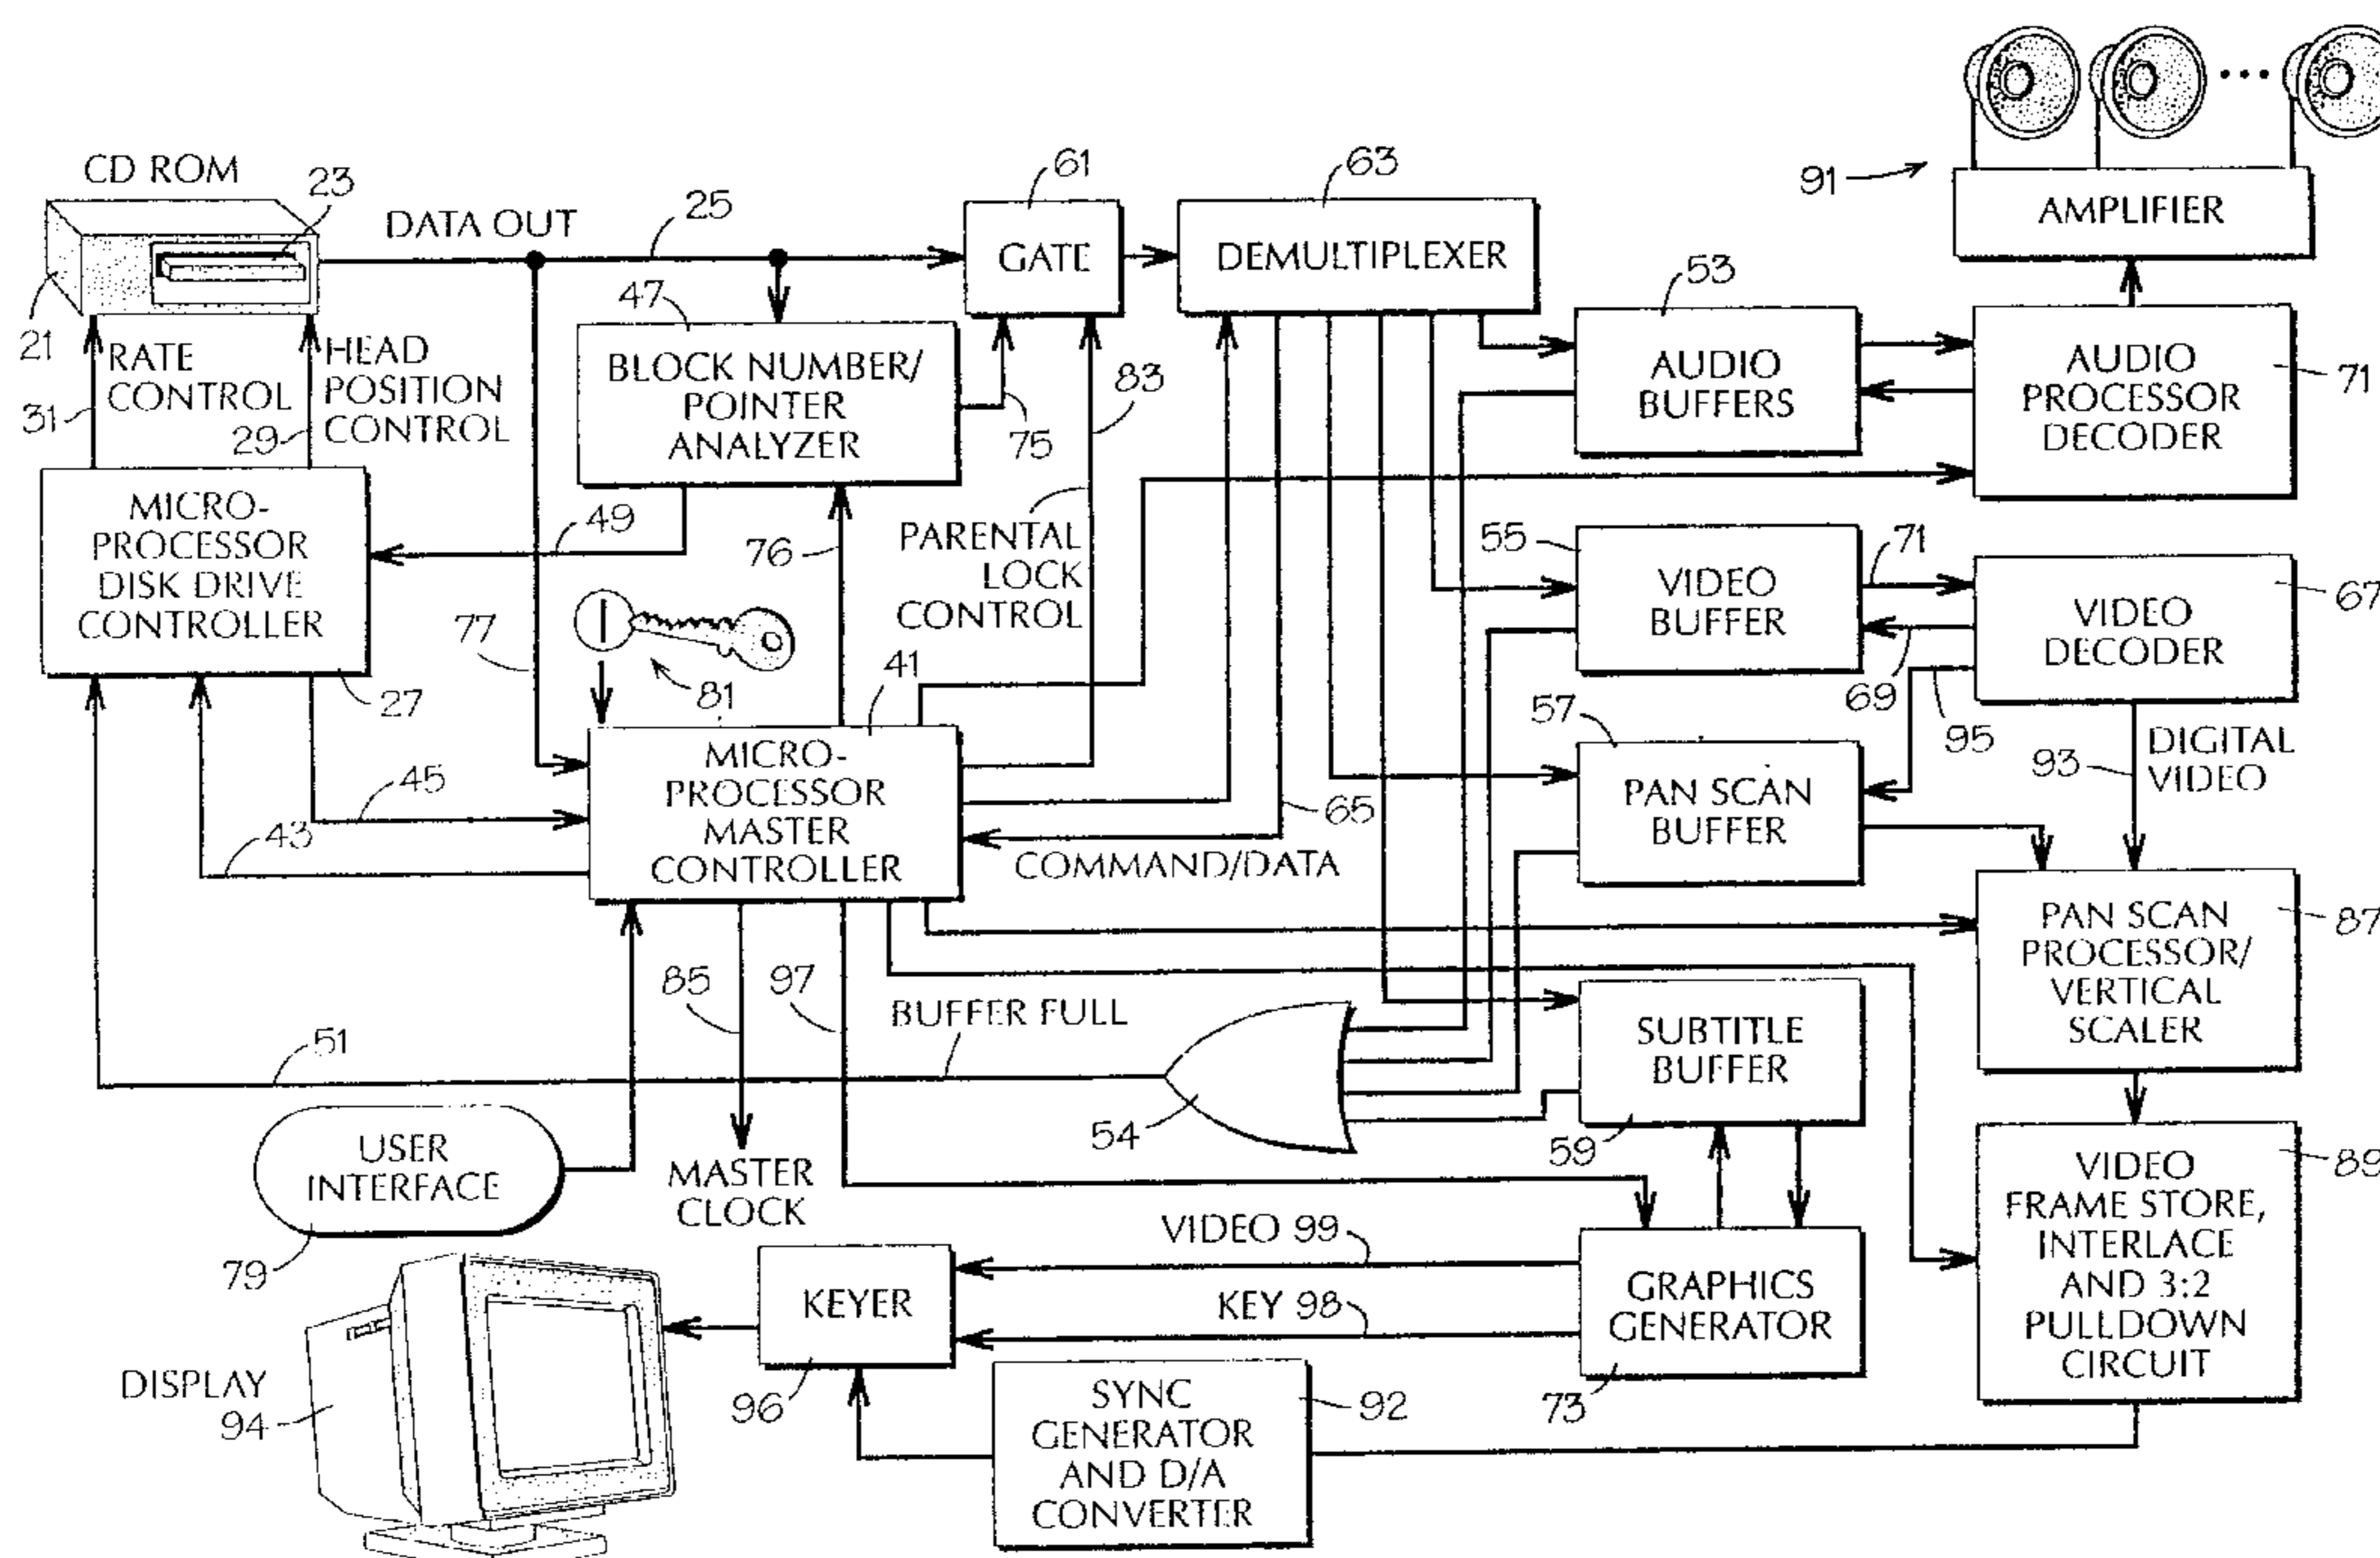 CD ROM
23
21
DATA OUT
25
61
GATE
63
DEMULTIPLEXER
91
AMPLIFIER
RATE
CONTROL
31
HEAD
POSITION
CONTROL
29
47
BLOCK NUMBER/
POINTER
ANALYZER
75
83
53
AUDIO
BUFFERS
AUDIO
PROCESSOR
DECODER
71
MICRO-
PROCESSOR
DISK DRIVE
CONTROLLER
27
49
76
77
81
PARENTAL
LOCK
CONTROL
55
VIDEO
BUFFER
71
69
95
VIDEO
DECODER
67
41
MICRO-
PROCESSOR
MASTER
CONTROLLER
45
43
65
COMMAND/DATA
57
PAN SCAN
BUFFER
93
DIGITAL
VIDEO
PAN SCAN
PROCESSOR/
VERTICAL
SCALER
87
85
97
BUFFER FULL
51
54
SUBTITLE
BUFFER
59
USER
INTERFACE
79
MASTER
CLOCK
VIDEO
FRAME STORE,
INTERLACE
AND 3:2
PULLDOWN
CIRCUIT
89
VIDEO 99
KEY 98
KEYER
96
GRAPHICS
GENERATOR
73
DISPLAY
94
SYNC
GENERATOR
AND D/A
CONVERTER
92